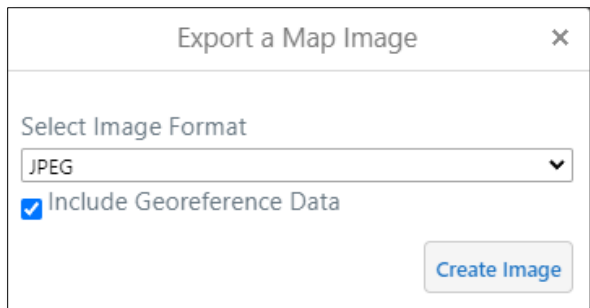 Export a Map Image ×
Select Image Format
JPEG
Include Georeference Data
Create Image